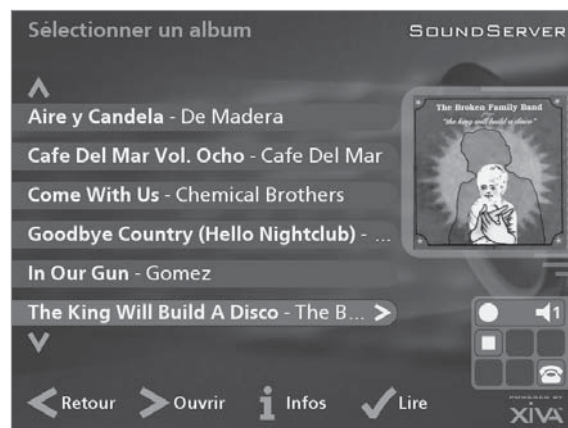 Sélectionner un album
SOUNDSERVER
Aire y Candela - De Madera
Cafe Del Mar Vol. Ocho - Cafe Del Mar
Come With Us - Chemical Brothers
Goodbye Country (Hello Nightclub) - ...
In Our Gun - Gomez
The King Will Build A Disco - The B... >
The Broken Family Band
"the king will build a disco"
1
Retour
Ouvrir
i Infos
Lire
POWERED BY
XIVA